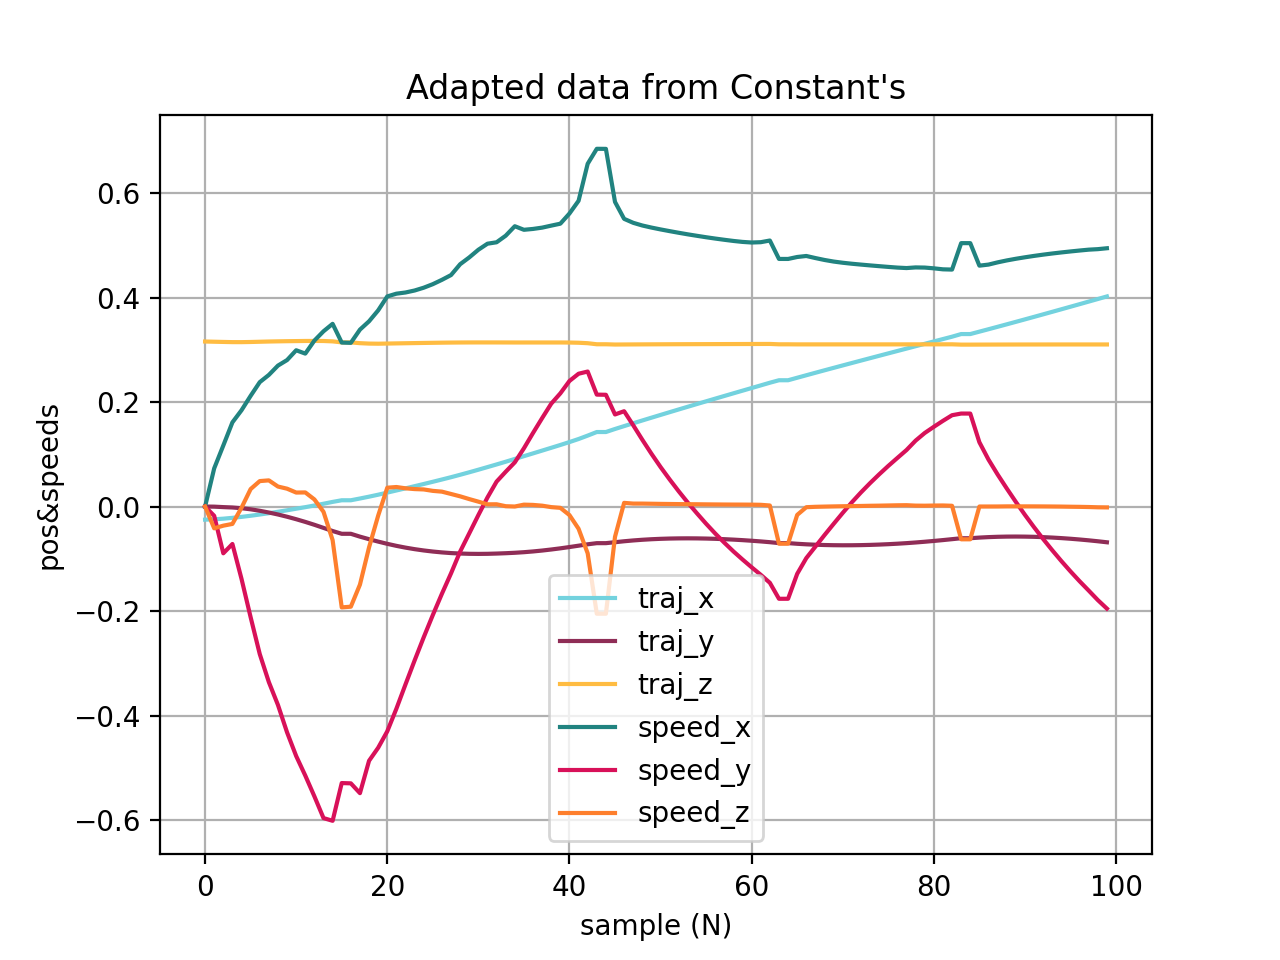 Adapted data from Constant's
pos&speeds
0.6
0.4
0.2
0.0
−0.2
−0.4
−0.6
traj_x
traj_y
traj_z
speed_x
speed_y
speed_z
0 20 40 60 80 100
sample (N)